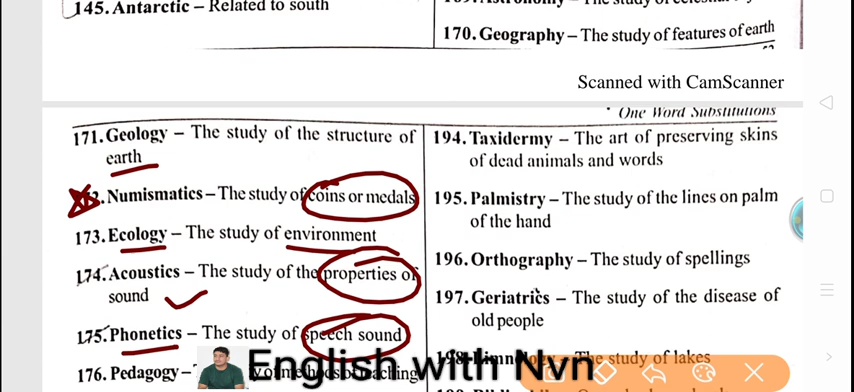 145. Antarctic – Related to south
170. Geography – The study of features of earth
Scanned with CamScanner
One Word Substitutions
171. Geology – The study of the structure of
earth
.Numismatics – The study of coins or medals
173. Ecology – The study of environment
174. Acoustics – The study of the properties of
sound
175. Phonetics – The study of speech sound
176. Pedagogy –
194. Taxidermy – The art of preserving skins
of dead animals and words
195. Palmistry – The study of the lines on palm
of the hand
196. Orthography – The study of spellings
197. Geriatrics – The study of the disease of
old people
The study of lakes
English with Nvn